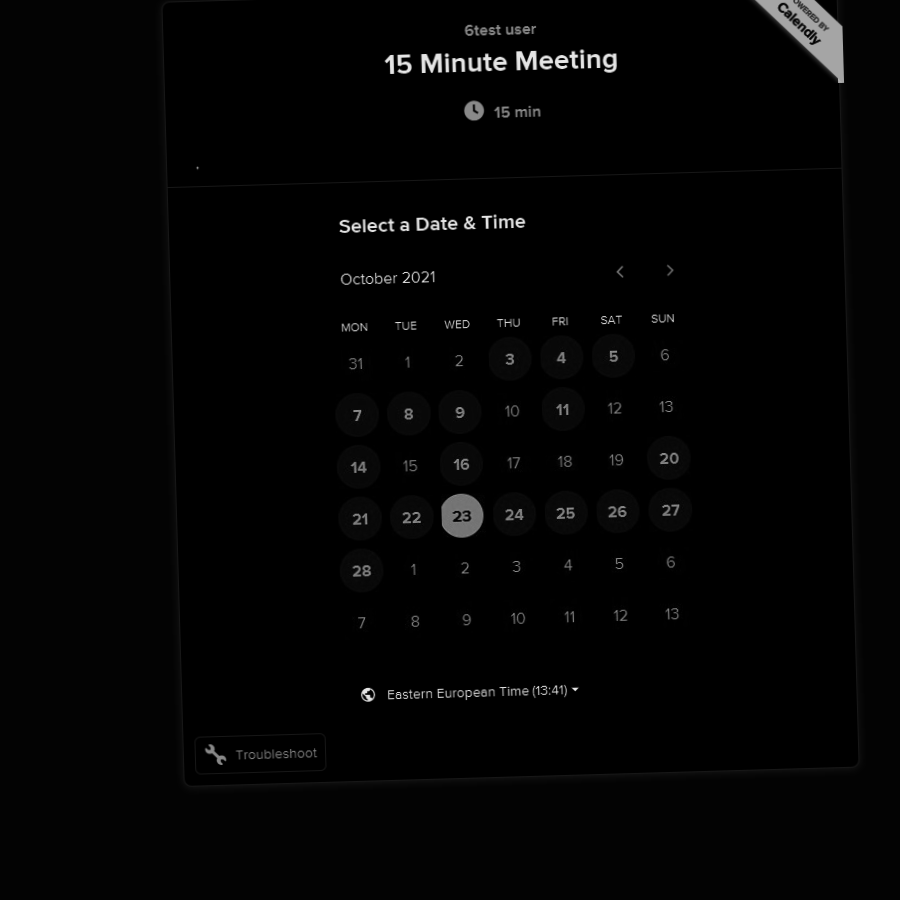 6test user
POWERED BY
Calendly
15 Minute Meeting
15 min
Select a Date & Time
October 2021
MON TUE WED THU FRI SAT SUN
31 1 2 3 4 5 6
7 8 9 10 11 12 13
14 15 16 17 18 19 20
21 22 23 24 25 26 27
28 1 2 3 4 5 6
7 8 9 10 11 12 13
Eastern European Time (13:41)
Troubleshoot